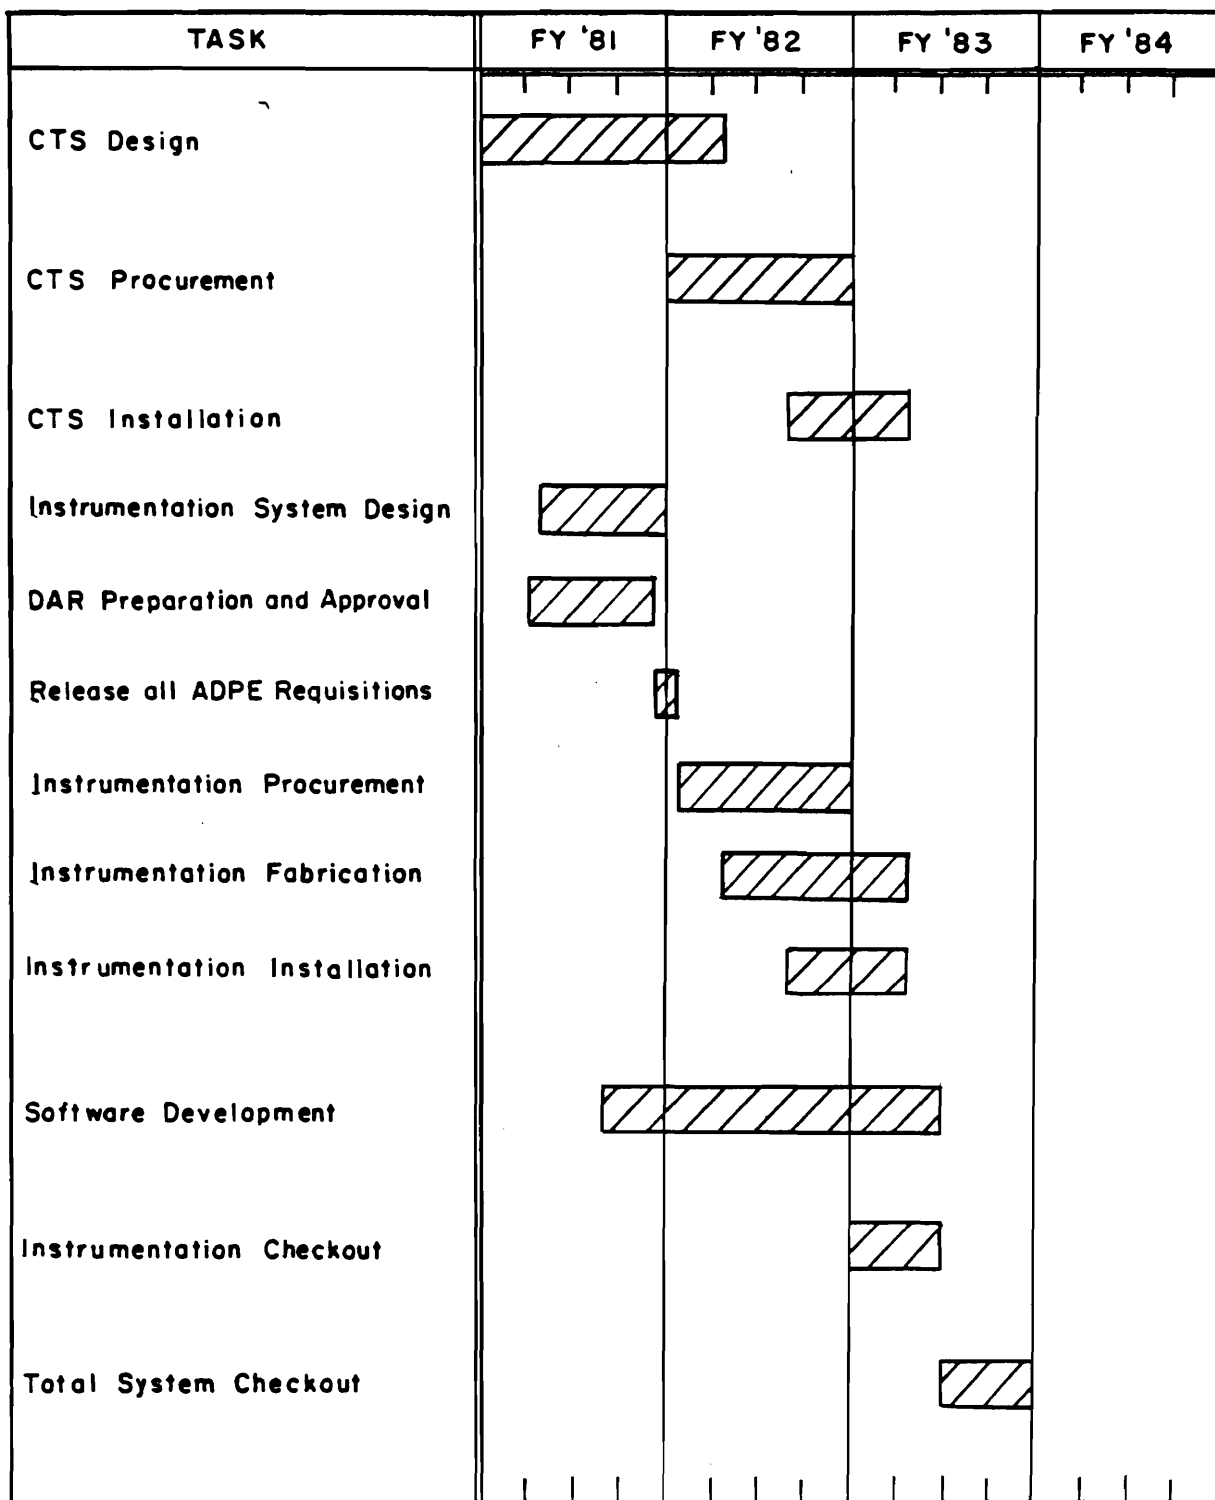 TASK FY '81 FY '82 FY '83 FY '84
CTS Design
CTS Procurement
CTS Installation
Instrumentation System Design
DAR Preparation and Approval
Release all ADPE Requisitions
Instrumentation Procurement
Instrumentation Fabrication
Instrumentation Installation
Software Development
Instrumentation Checkout
Total System Checkout